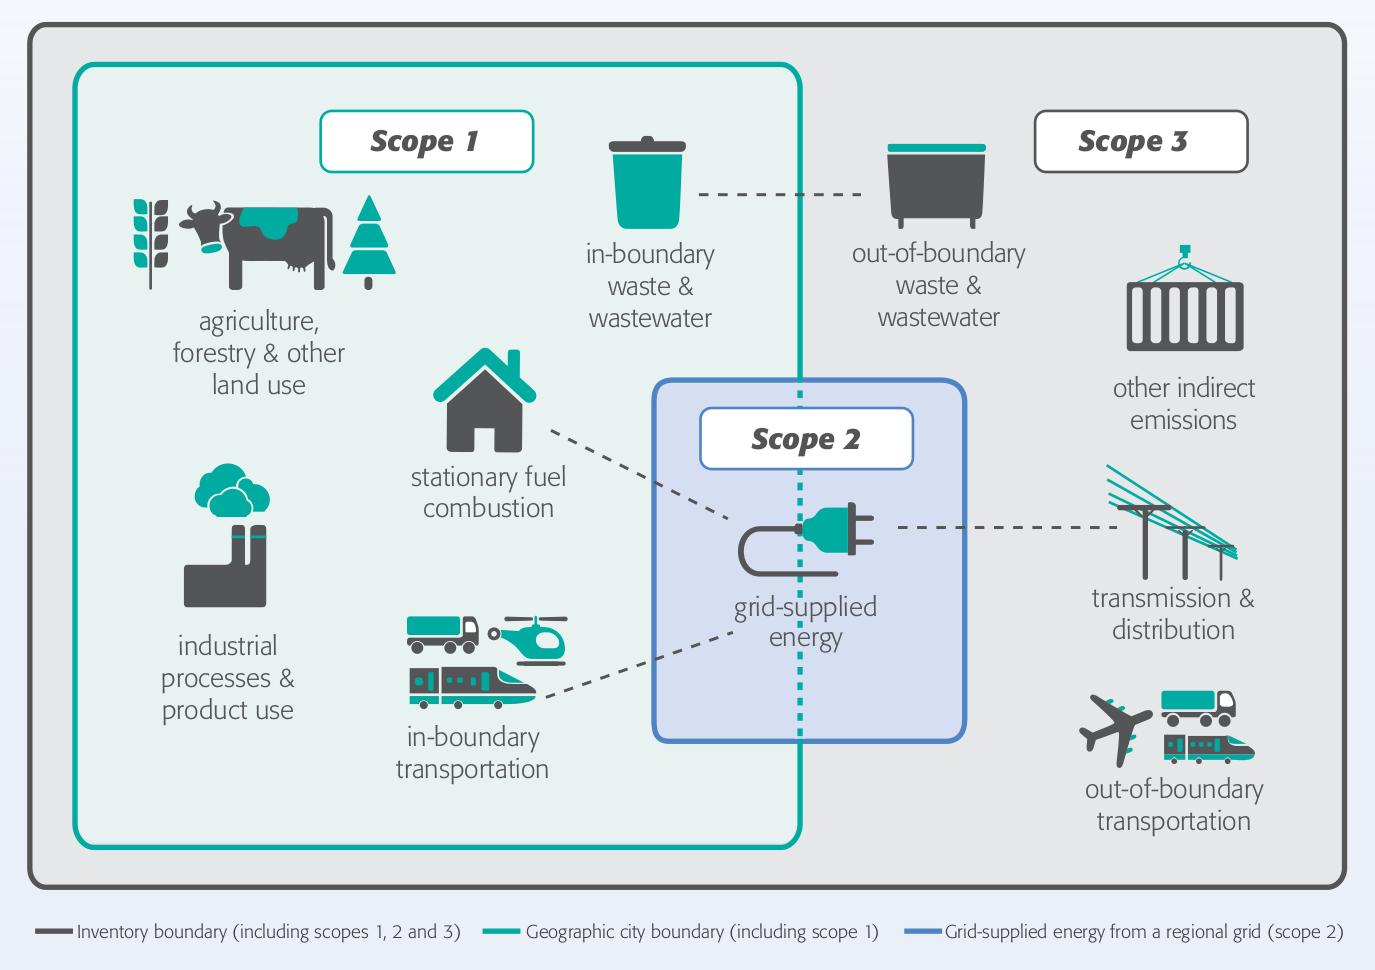 Scope 1
Scope 3
in-boundary
waste &
wastewater
out-of-boundary
waste &
wastewater
agriculture,
forestry & other
land use
other indirect
emissions
Scope 2
stationary fuel
combustion
grid-supplied
energy
transmission &
distribution
industrial
processes &
product use
in-boundary
transportation
out-of-boundary
transportation
Inventory boundary (including scopes 1, 2 and 3)
Geographic city boundary (including scope 1)
Grid-supplied energy from a regional grid (scope 2)